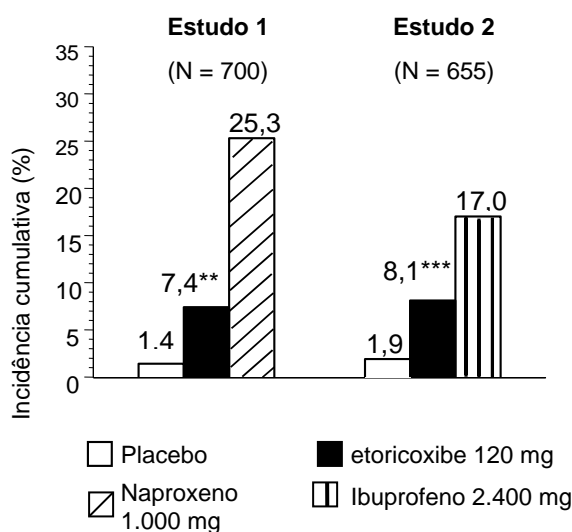 Estudo 1
(N = 700)
Estudo 2
(N = 655)
Incidência cumulativa (%)
35
30
25
20
15
10
5
0
1.4
7,4**
25,3
1,9
8,1***
17,0
Placebo
etoricoxibe 120 mg
Naproxeno
1.000 mg
Ibuprofeno 2.400 mg